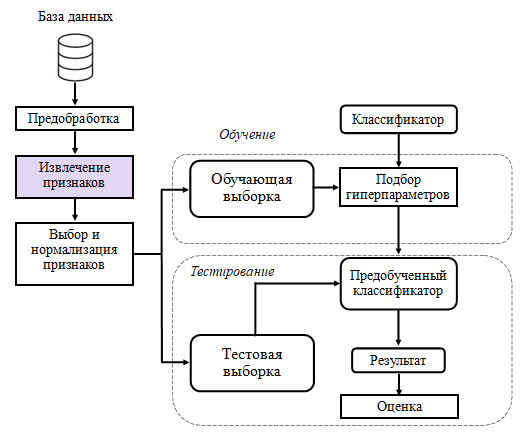 База данных
Предобработка
Извлечение
признаков
Выбор и
нормализация
признаков
Обучение
Обучающая
выборка
Классификатор
Подбор
гиперпараметров
Тестирование
Предобученный
классификатор
Тестовая
выборка
Результат
Оценка